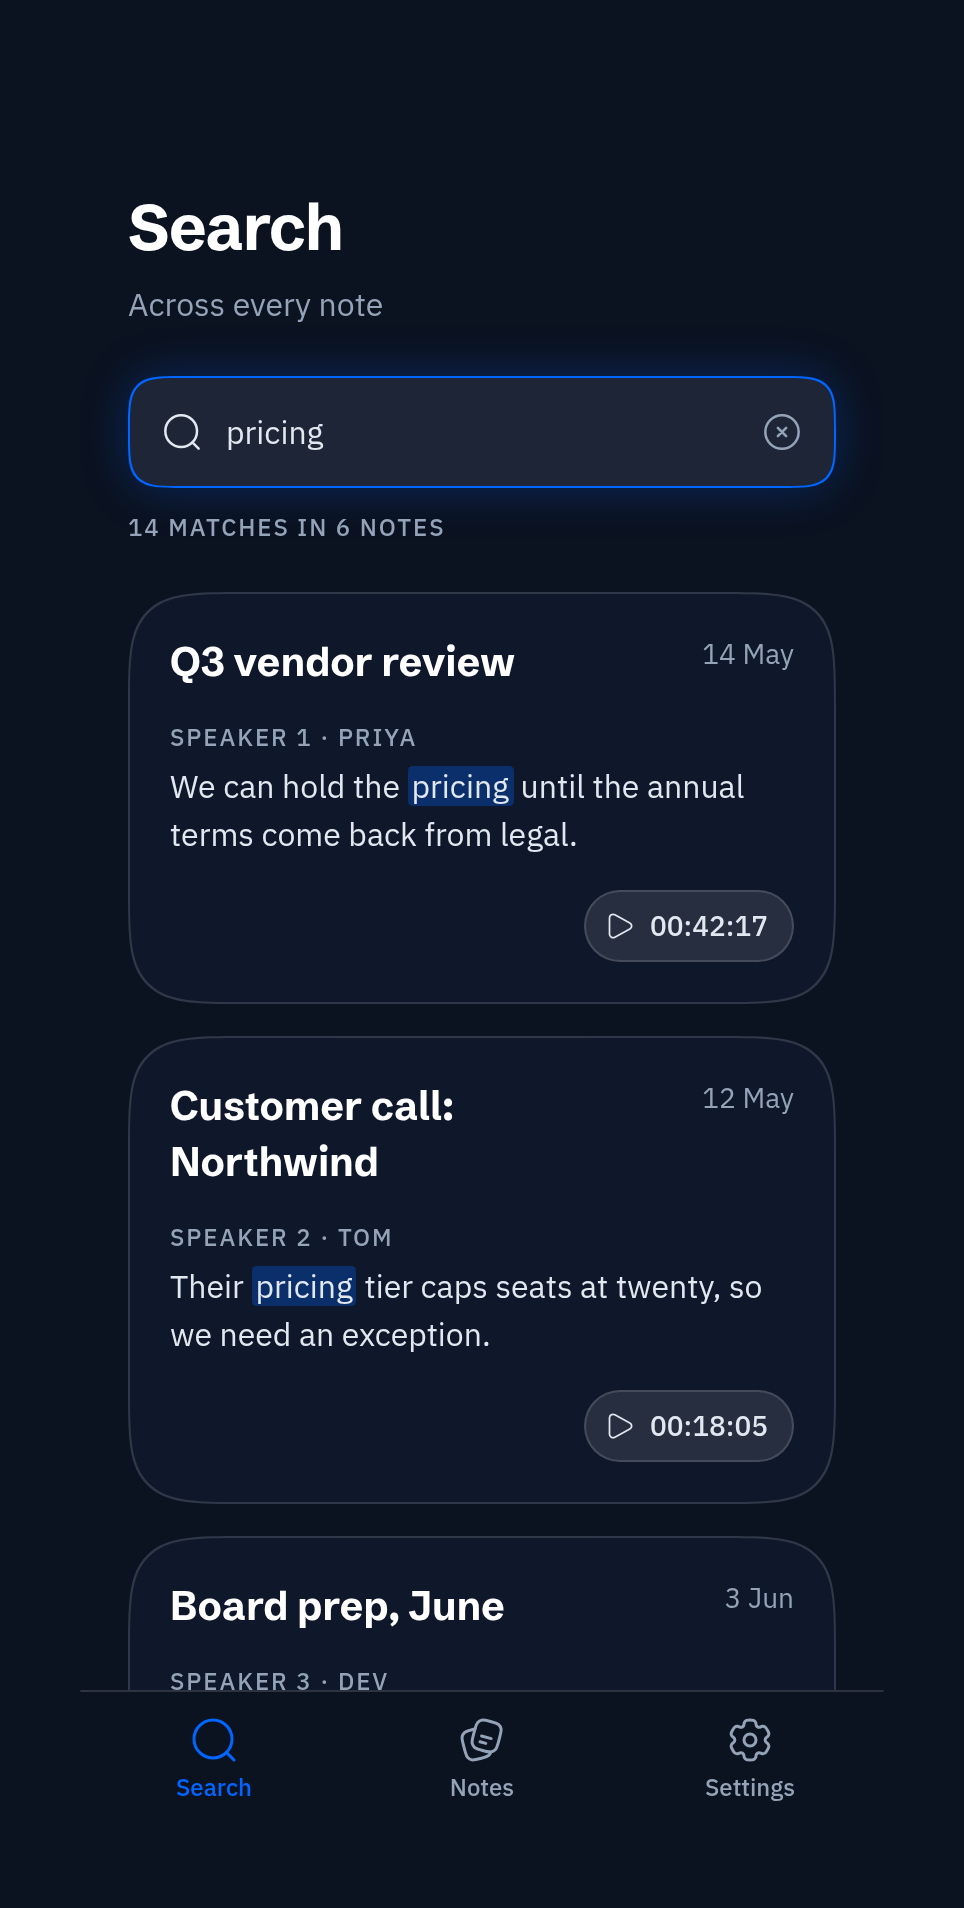 Search
Across every note
pricing
14 MATCHES IN 6 NOTES
Q3 vendor review
14 May
SPEAKER 1 · PRIYA
We can hold the pricing until the annual
terms come back from legal.
00:42:17
Customer call:
Northwind
12 May
SPEAKER 2 · TOM
Their pricing tier caps seats at twenty, so
we need an exception.
00:18:05
Board prep, June
3 Jun
SPEAKER 3 · DEV
Search
Notes
Settings